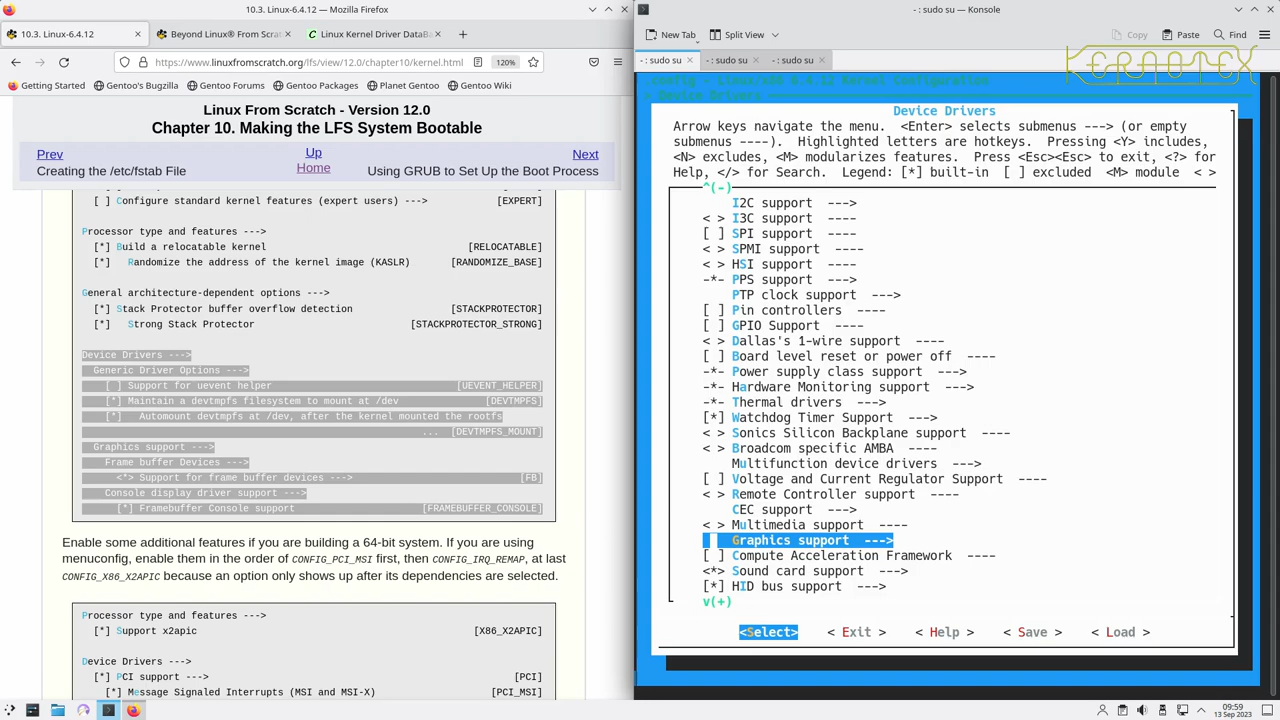 10.3. Linux-6.4.12 — Mozilla Firefox
10.3. Linux-6.4.12
Beyond Linux® From Scratch
Linux Kernel Driver DataBa
https://www.linuxfromscratch.org/lfs/view/12.0/chapter10/kernel.html
120%
Getting Started
Gentoo's Bugzilla
Gentoo Forums
Gentoo Packages
Planet Gentoo
Gentoo Wiki
Linux From Scratch - Version 12.0
Chapter 10. Making the LFS System Bootable
Prev Up Next
Creating the /etc/fstab File Home Using GRUB to Set Up the Boot Process
[ ] Configure standard kernel features (expert users) ---> [EXPERT]
Processor type and features --->
[*] Build a relocatable kernel [RELOCATABLE]
[*] Randomize the address of the kernel image (KASLR) [RANDOMIZE_BASE]
General architecture-dependent options --->
[*] Stack Protector buffer overflow detection [STACKPROTECTOR]
[*] Strong Stack Protector [STACKPROTECTOR_STRONG]
Device Drivers --->
Generic Driver Options --->
[ ] Support for uevent helper [UEVENT_HELPER]
[*] Maintain a devtmpfs filesystem to mount at /dev [DEVTMPFS]
[*] Automount devtmpfs at /dev, after the kernel mounted the rootfs
... [DEVTMPFS_MOUNT]
Graphics support --->
Frame buffer Devices --->
<*> Support for frame buffer devices ---> [FB]
Console display driver support --->
[*] Framebuffer Console support [FRAMEBUFFER_CONSOLE]
Enable some additional features if you are building a 64-bit system. If you are using
menuconfig, enable them in the order of CONFIG_PCI_MSI first, then CONFIG_IRQ_REMAP, at last
CONFIG_X86_X2APIC because an option only shows up after its dependencies are selected.
Processor type and features --->
[*] Support x2apic [X86_X2APIC]
Device Drivers --->
[*] PCI support ---> [PCI]
[*] Message Signaled Interrupts (MSI and MSI-X) [PCI_MSI]
- : sudo su — Konsole
New Tab
Split View
Copy
Paste
Find
- : sudo su
- : sudo su
- : sudo su
KERNOTEX
.config - Linux/x86 6.4.12 Kernel Configuration
> Device Drivers
Device Drivers
Arrow keys navigate the menu. <Enter> selects submenus ---> (or empty
submenus ----). Highlighted letters are hotkeys. Pressing <Y> includes,
<N> excludes, <M> modularizes features. Press <Esc><Esc> to exit, <?> for
Help, </> for Search. Legend: [*] built-in [ ] excluded <M> module < >
^(-)
I2C support --->
< > I3C support ----
[ ] SPI support ----
< > SPMI support ----
< > HSI support ----
-*- PPS support --->
PTP clock support --->
[ ] Pin controllers ----
[ ] GPIO Support ----
< > Dallas's 1-wire support ----
[ ] Board level reset or power off ----
-*- Power supply class support --->
-*- Hardware Monitoring support --->
-*- Thermal drivers --->
[*] Watchdog Timer Support --->
< > Sonics Silicon Backplane support ----
< > Broadcom specific AMBA ----
Multifunction device drivers --->
[ ] Voltage and Current Regulator Support ----
< > Remote Controller support ----
CEC support --->
< > Multimedia support ----
Graphics support --->
[ ] Compute Acceleration Framework ----
<*> Sound card support --->
[*] HID bus support --->
v(+)
<Select> < Exit > < Help > < Save > < Load >
09:59
13 Sep 2023